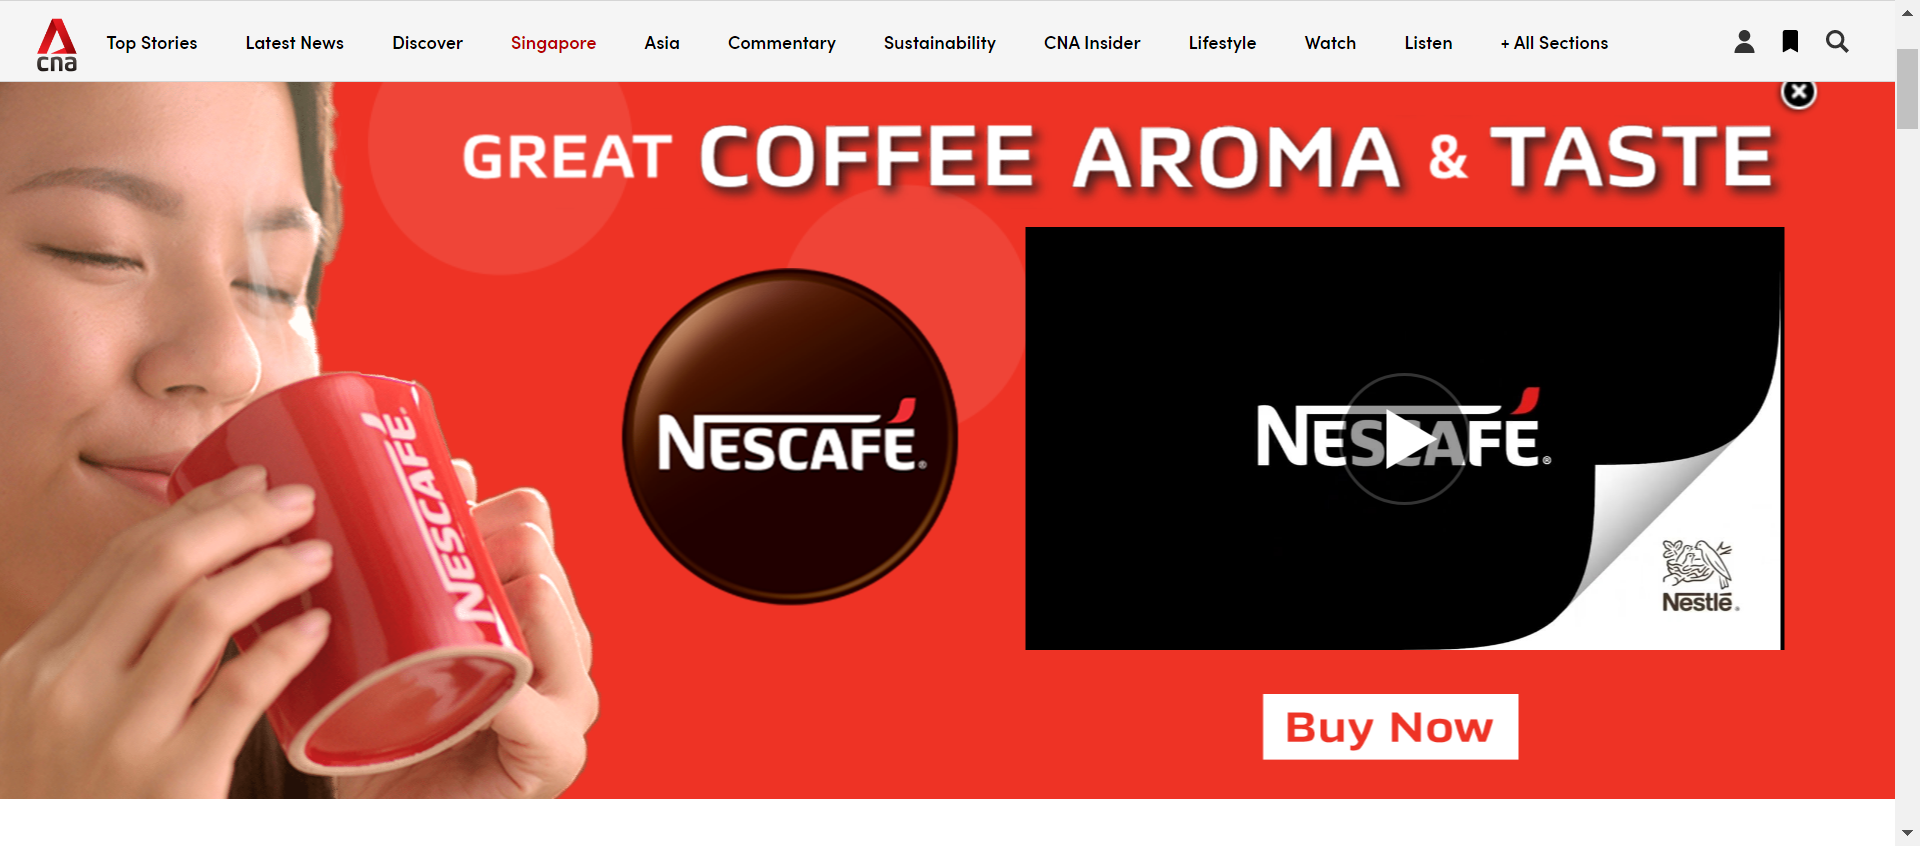 cna
Top Stories
Latest News
Discover
Singapore
Asia
Commentary
Sustainability
CNA Insider
Lifestyle
Watch
Listen
+ All Sections
GREAT COFFEE AROMA & TASTE
NESCAFÉ.
NESCAFÉ®
NESCAFÉ®
Nestlé®
Buy Now